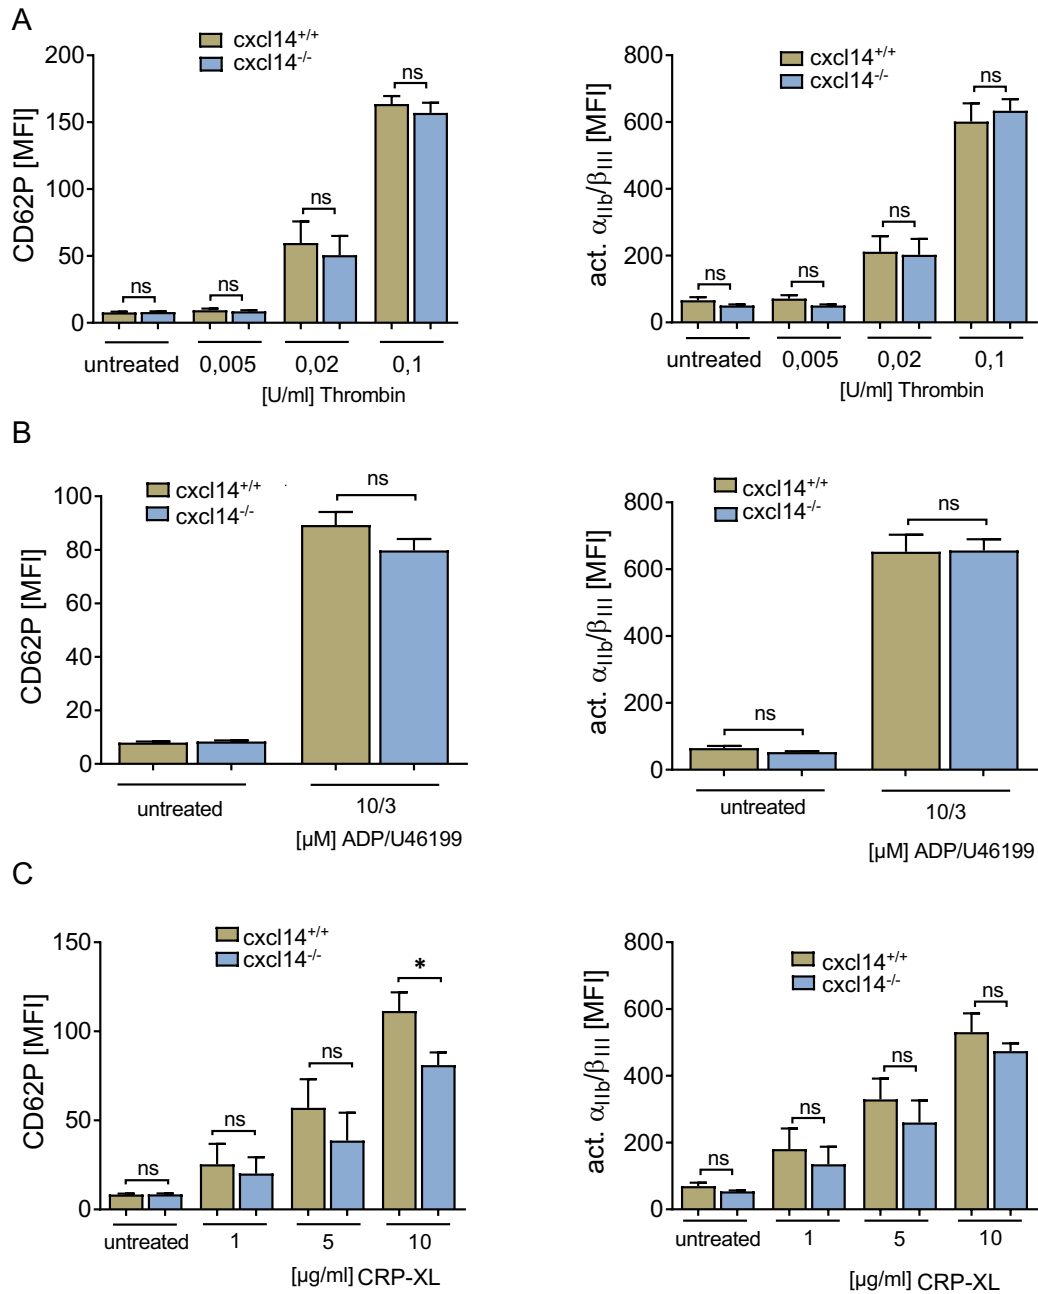 A
cxcl14+/+
cxcl14-/-
CD62P [MFI]
200
150
100
50
0
ns
ns
ns
ns
untreated
0,005
0,02
0,1
[U/ml] Thrombin
cxcl14+/+
cxcl14-/-
act. αIIb/βIII [MFI]
800
600
400
200
0
ns
ns
ns
ns
untreated
0,005
0,02
0,1
[U/ml] Thrombin
B
cxcl14+/+
cxcl14-/-
CD62P [MFI]
100
80
60
40
20
0
ns
untreated
10/3
[µM] ADP/U46199
cxcl14+/+
cxcl14-/-
act. αIIb/βIII [MFI]
800
600
400
200
0
ns
ns
untreated
10/3
[µM] ADP/U46199
C
cxcl14+/+
cxcl14-/-
CD62P [MFI]
150
100
50
0
ns
ns
ns
*
untreated
1
5
10
[µg/ml] CRP-XL
cxcl14+/+
cxcl14-/-
act. αIIb/βIII [MFI]
800
600
400
200
0
ns
ns
ns
ns
untreated
1
5
10
[µg/ml] CRP-XL